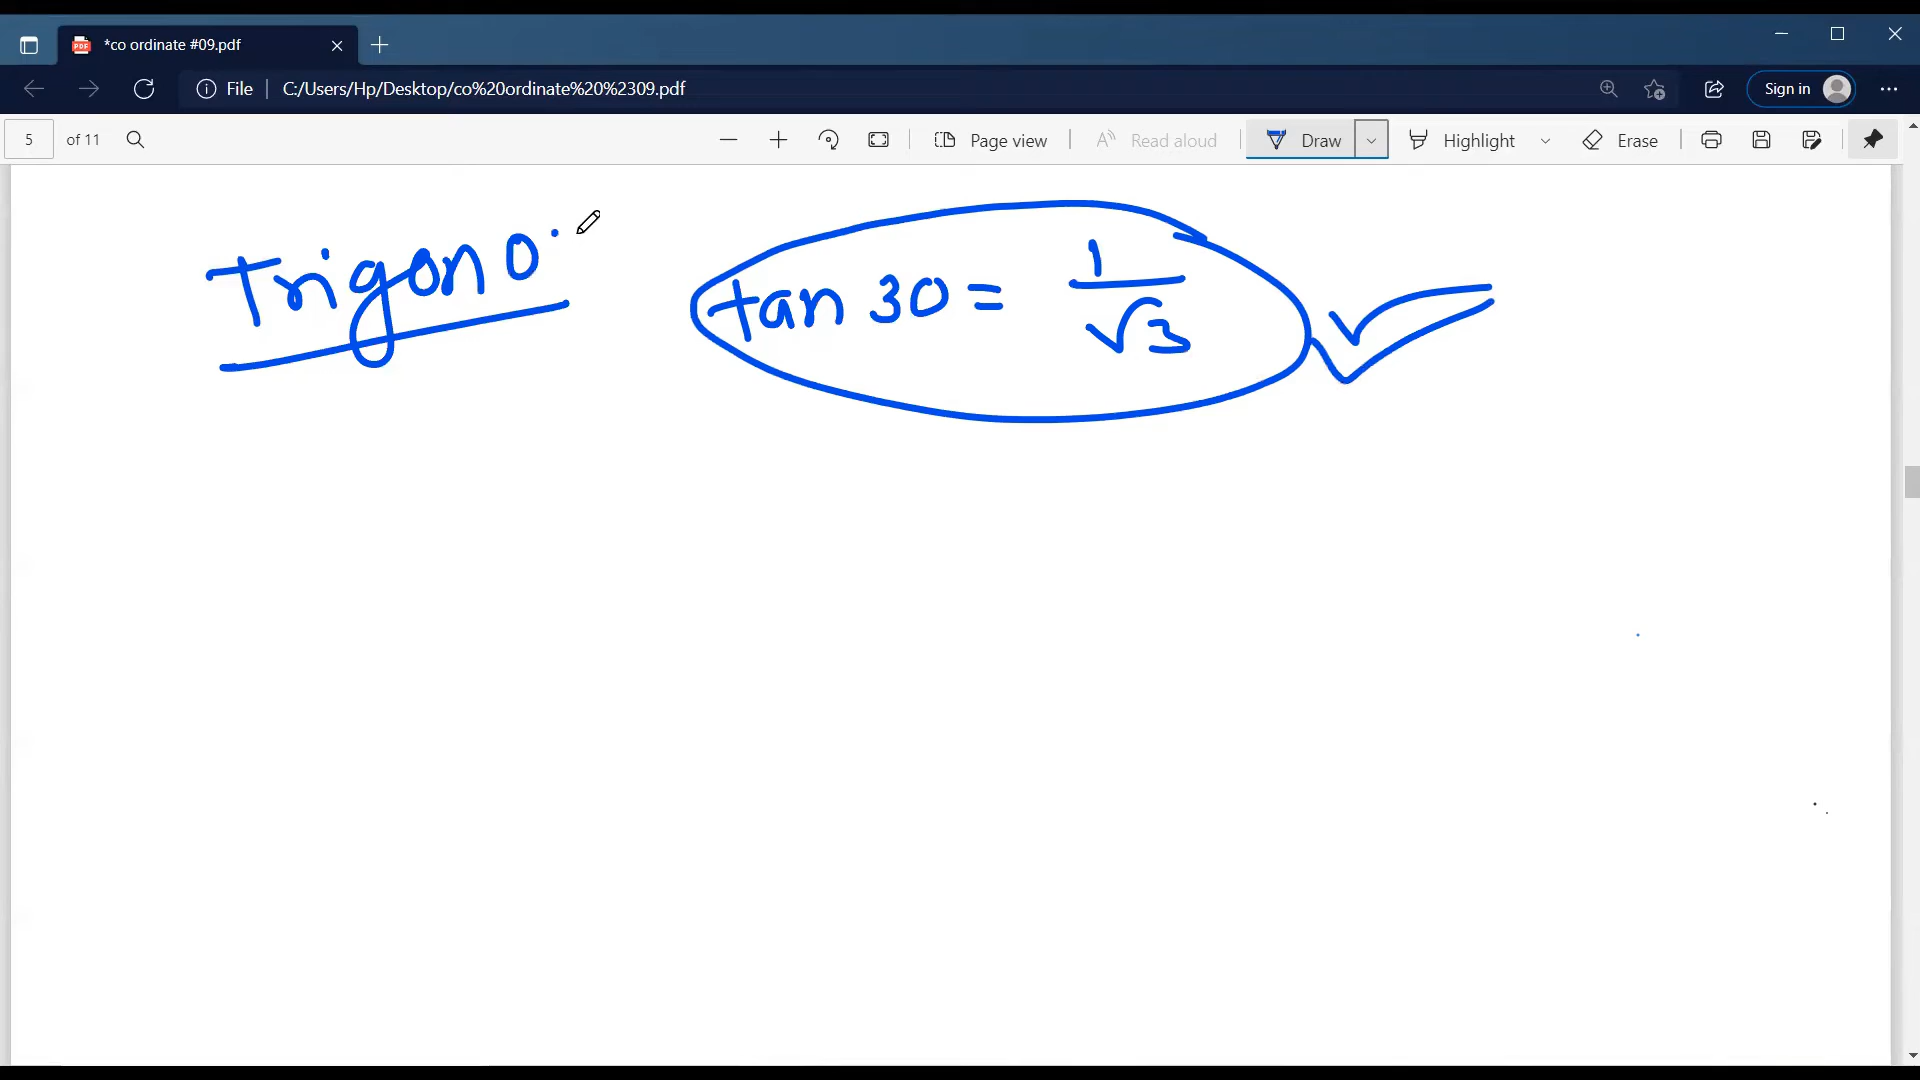 *co ordinate #09.pdf
File C:/Users/Hp/Desktop/co%20ordinate%20%2309.pdf Sign in
5 of 11 Page view Read aloud Draw Highlight Erase
Trigono. tan 30 = 1/√3